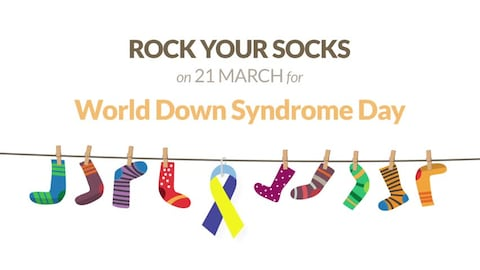 ROCK YOUR SOCKS
on 21 MARCH for
World Down Syndrome Day